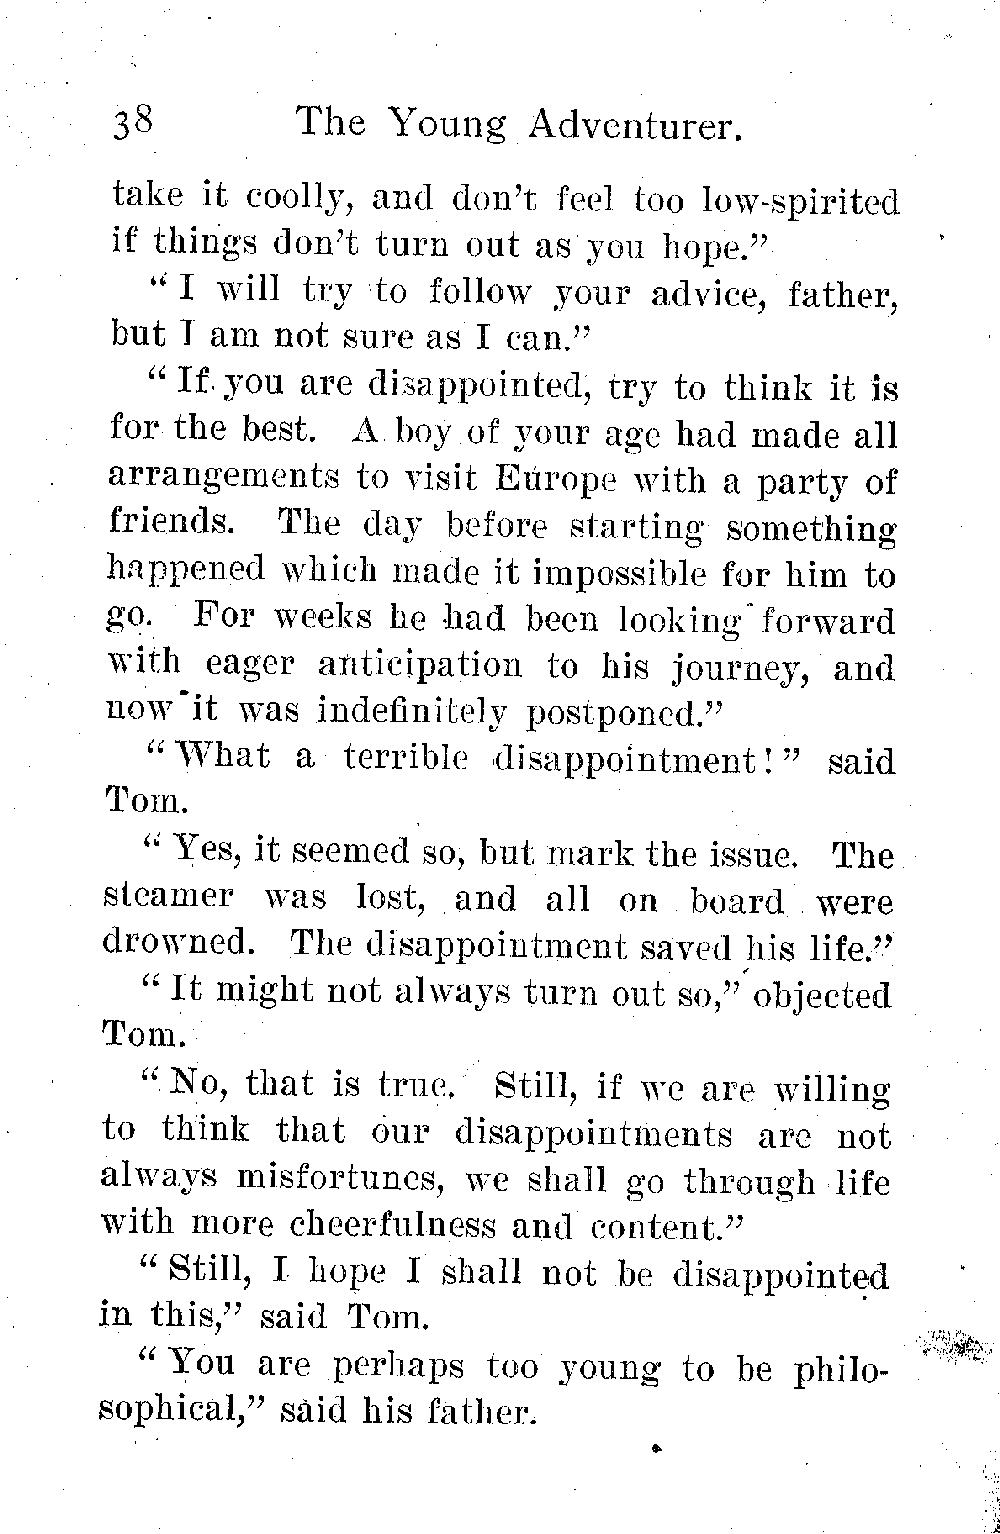 38 The Young Adventurer.
take it coolly, and don't feel too low-spirited
if things don't turn out as you hope."
"I will try to follow your advice, father,
but I am not sure as I can."
"If you are disappointed, try to think it is
for the best. A boy of your age had made all
arrangements to visit Europe with a party of
friends. The day before starting something
happened which made it impossible for him to
go. For weeks he had been looking forward
with eager anticipation to his journey, and
now it was indefinitely postponed."
"What a terrible disappointment!" said
Tom.
"Yes, it seemed so, but mark the issue. The
steamer was lost, and all on board were
drowned. The disappointment saved his life."
"It might not always turn out so," objected
Tom.
"No, that is true. Still, if we are willing
to think that our disappointments are not
always misfortunes, we shall go through life
with more cheerfulness and content."
"Still, I hope I shall not be disappointed
in this," said Tom.
"You are perhaps too young to be philo-
sophical," said his father.